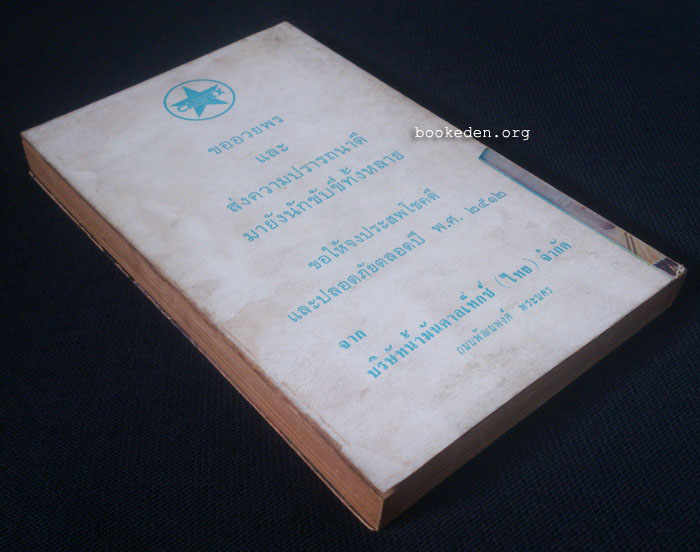 CALTEX
ขออวยพร
และ
ส่งความปรารถนาดี
มายังนักขับขี่ทั้งหลาย
ขอให้จงประสพโชคดี
และปลอดภัยตลอดปี พ.ศ. ๒๕๑๒
จาก
บริษัทน้ำมันคาลเท็กซ์ (ไทย) จำกัด
ถนนพัฒน์พงศ์ พระนคร
bookeden.org